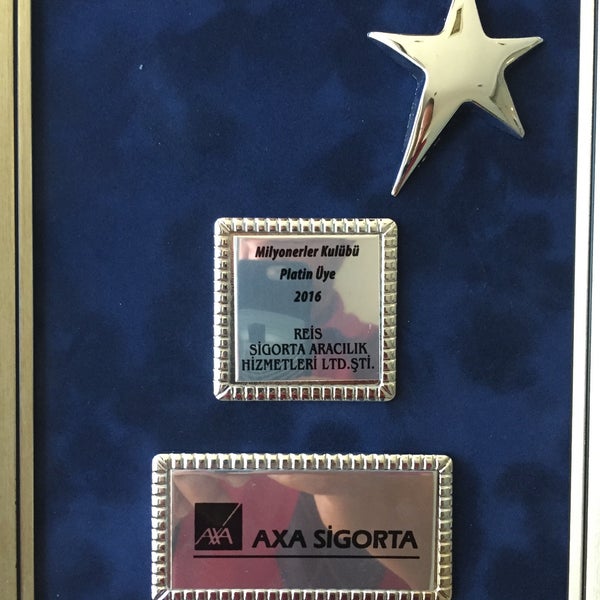 Milyonerler Kulübü
Platin Üye
2016
REİS
SİGORTA ARACILIK
HİZMETLERİ LTD.ŞTİ.
AXA AXA SİGORTA